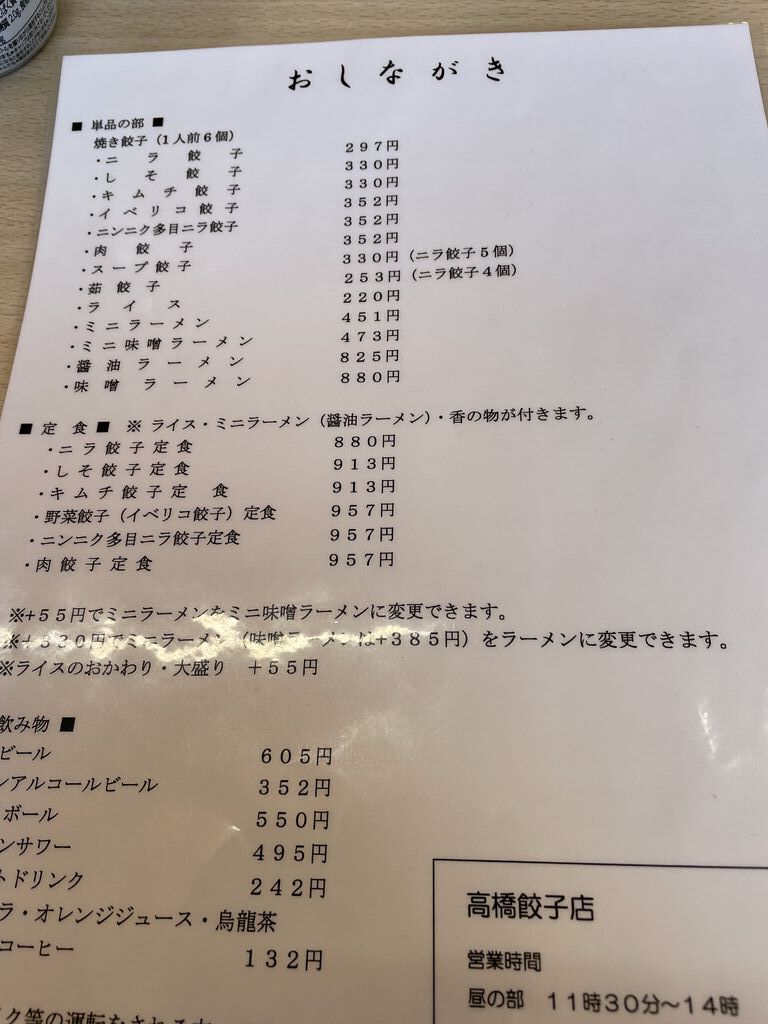 おしながき
■ 単品の部 ■
焼き餃子（1人前6個）
・ニラ餃子 297円
・しそ餃子 330円
・キムチ餃子 330円
・イベリコ餃子 352円
・ニンニク多目ニラ餃子 352円
・肉餃子 352円
・スープ餃子 330円（ニラ餃子5個）
・茹餃子 253円（ニラ餃子4個）
・ライス 220円
・ミニラーメン 451円
・ミニ味噌ラーメン 473円
・醤油ラーメン 825円
・味噌ラーメン 880円
■ 定食 ■ ※ ライス・ミニラーメン（醤油ラーメン）・香の物が付きます。
・ニラ餃子定食 880円
・しそ餃子定食 913円
・キムチ餃子定食 913円
・野菜餃子（イベリコ餃子）定食 957円
・ニンニク多目ニラ餃子定食 957円
・肉餃子定食 957円
※+55円でミニラーメンをミニ味噌ラーメンに変更できます。
※+330円でミニラーメン（味噌ラーメンは+385円）をラーメンに変更できます。
※ライスのおかわり・大盛り ＋55円
飲み物 ■
ビール 605円
ンアルコールビール 352円
ボール 550円
ンサワー 495円
トドリンク 242円
ラ・オレンジジュース・烏龍茶
コーヒー 132円
高橋餃子店
営業時間
昼の部 11時30分～14時